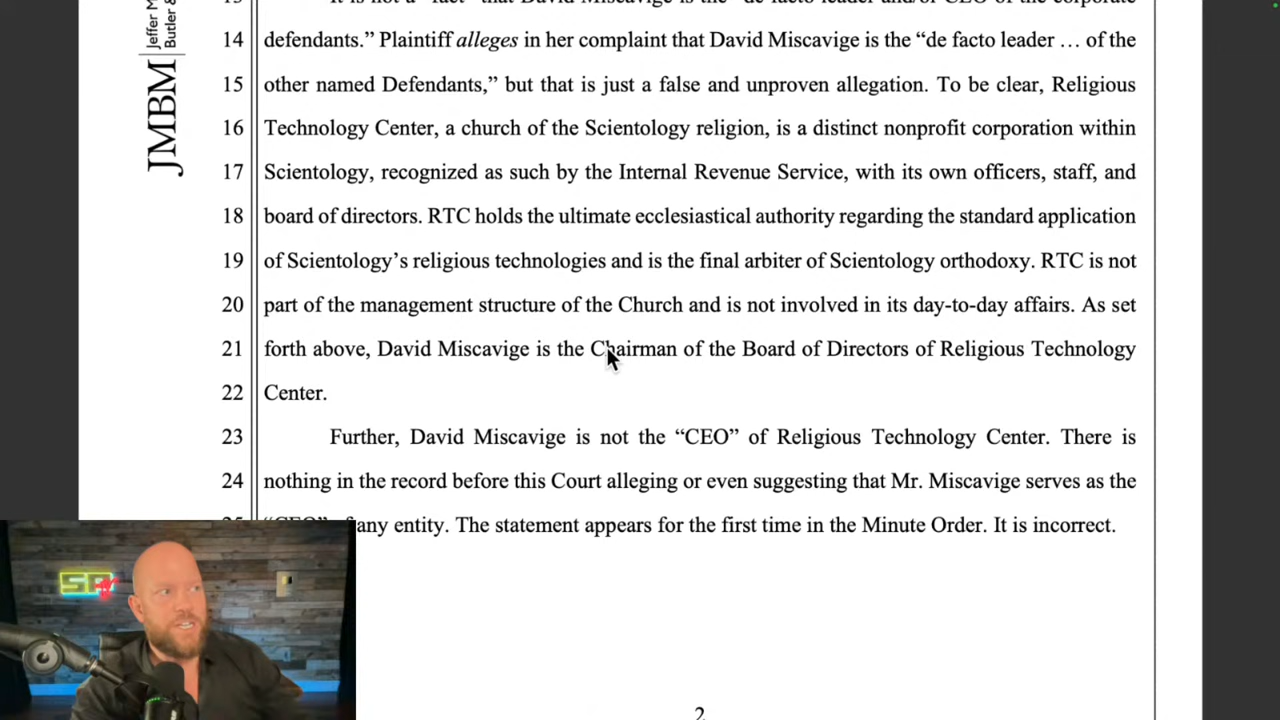 Jeffer M
Butler &
JMBM
14 defendants.” Plaintiff alleges in her complaint that David Miscavige is the “de facto leader … of the
15 other named Defendants,” but that is just a false and unproven allegation. To be clear, Religious
16 Technology Center, a church of the Scientology religion, is a distinct nonprofit corporation within
17 Scientology, recognized as such by the Internal Revenue Service, with its own officers, staff, and
18 board of directors. RTC holds the ultimate ecclesiastical authority regarding the standard application
19 of Scientology’s religious technologies and is the final arbiter of Scientology orthodoxy. RTC is not
20 part of the management structure of the Church and is not involved in its day-to-day affairs. As set
21 forth above, David Miscavige is the Chairman of the Board of Directors of Religious Technology
22 Center.
23 Further, David Miscavige is not the “CEO” of Religious Technology Center. There is
24 nothing in the record before this Court alleging or even suggesting that Mr. Miscavige serves as the
any entity. The statement appears for the first time in the Minute Order. It is incorrect.
SP
2